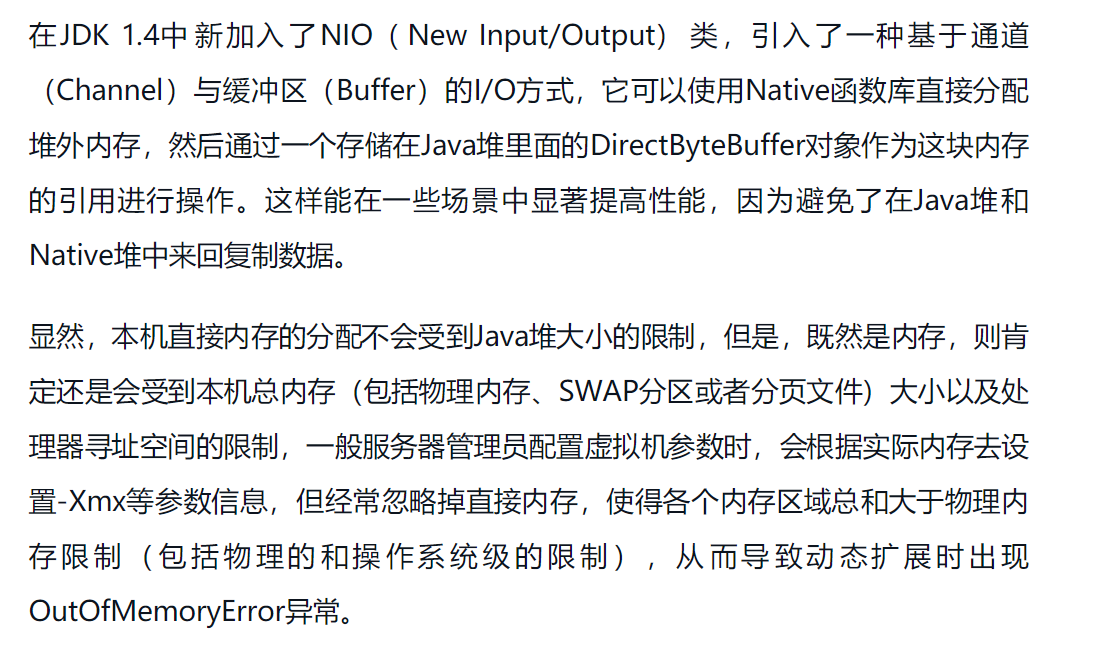 在JDK 1.4中新加入了NIO（New Input/Output）类，引入了一种基于通道
（Channel）与缓冲区（Buffer）的I/O方式，它可以使用Native函数库直接分配
堆外内存，然后通过一个存储在Java堆里面的DirectByteBuffer对象作为这块内存
的引用进行操作。这样能在一些场景中显著提高性能，因为避免了在Java堆和
Native堆中来回复制数据。
显然，本机直接内存的分配不会受到Java堆大小的限制，但是，既然是内存，则肯
定还是会受到本机总内存（包括物理内存、SWAP分区或者分页文件）大小以及处
理器寻址空间的限制，一般服务器管理员配置虚拟机参数时，会根据实际内存去设
置-Xmx等参数信息，但经常忽略掉直接内存，使得各个内存区域总和大于物理内
存限制（包括物理的和操作系统级的限制），从而导致动态扩展时出现
OutOfMemoryError异常。